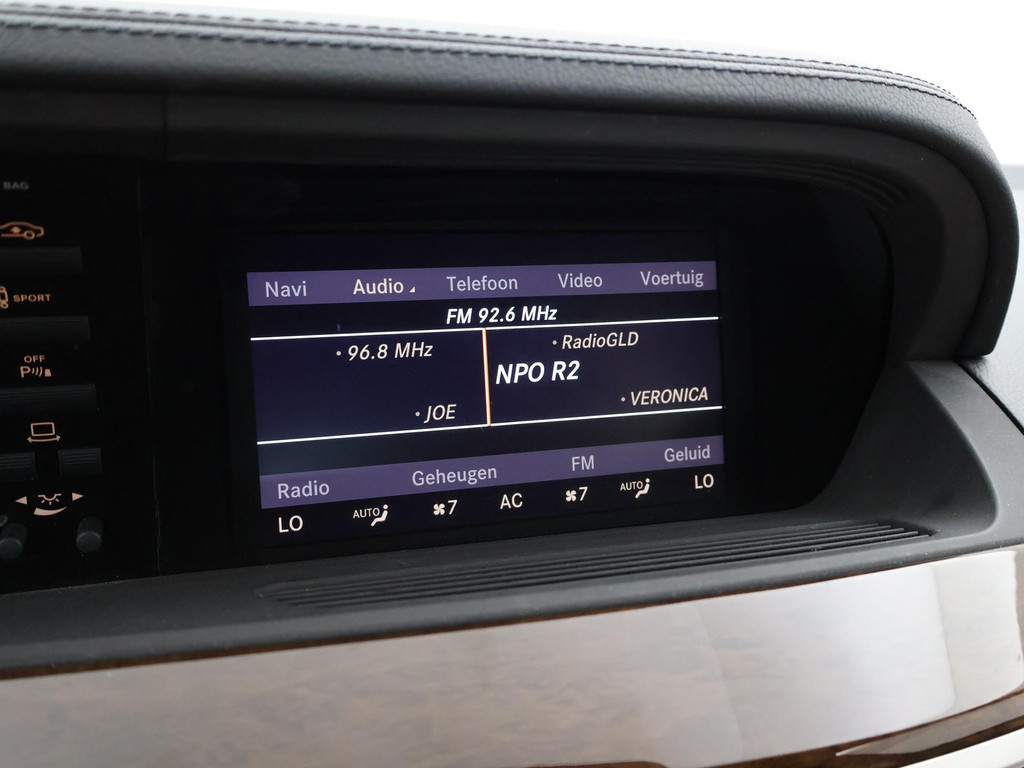 BAG
SPORT
OFF
P
Navi Audio Telefoon Video Voertuig
FM 92.6 MHz
• 96.8 MHz • RadioGLD
NPO R2
• JOE • VERONICA
Radio Geheugen FM Geluid
LO AUTO 7 AC 7 AUTO LO